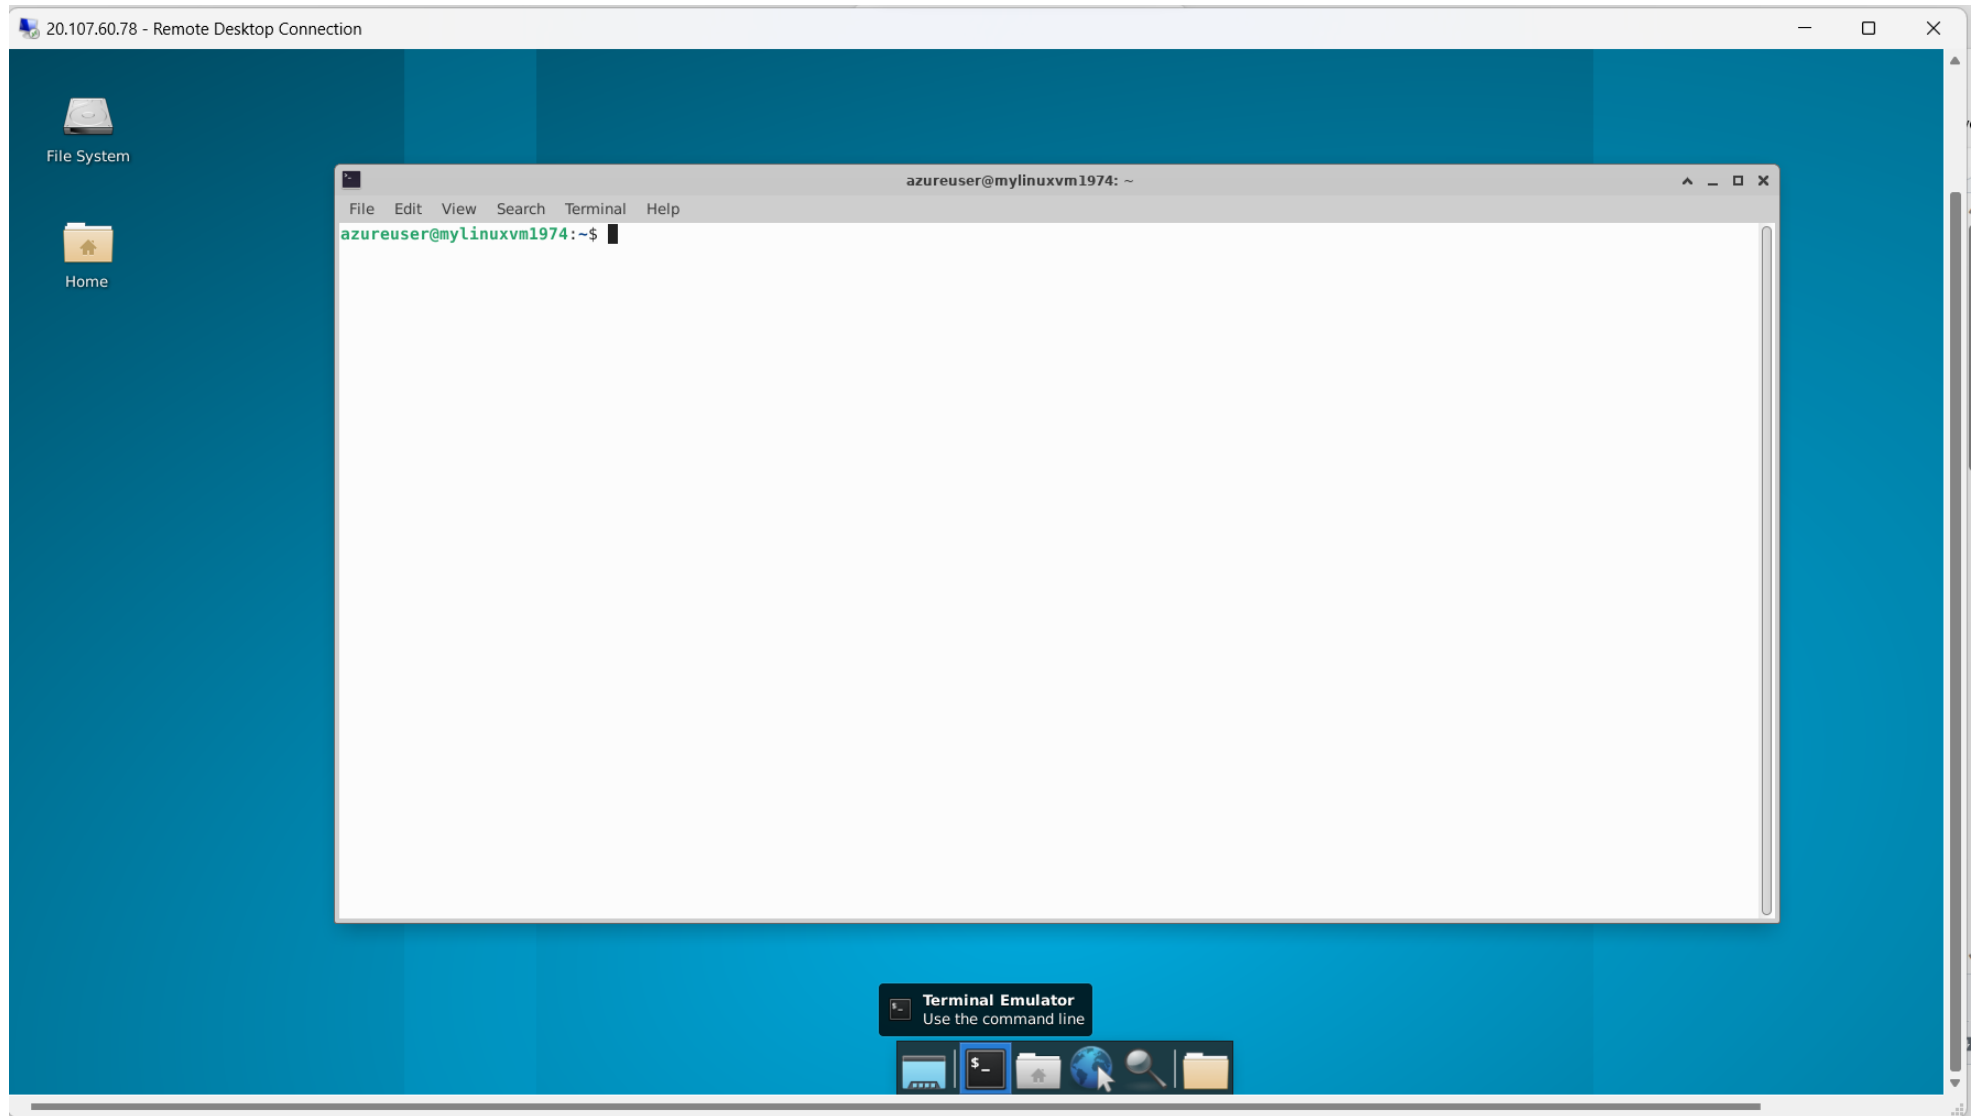 20.107.60.78 - Remote Desktop Connection
File System
Home
azureuser@mylinuxvm1974: ~
File Edit View Search Terminal Help
azureuser@mylinuxvm1974:~$
Terminal Emulator
Use the command line
$_